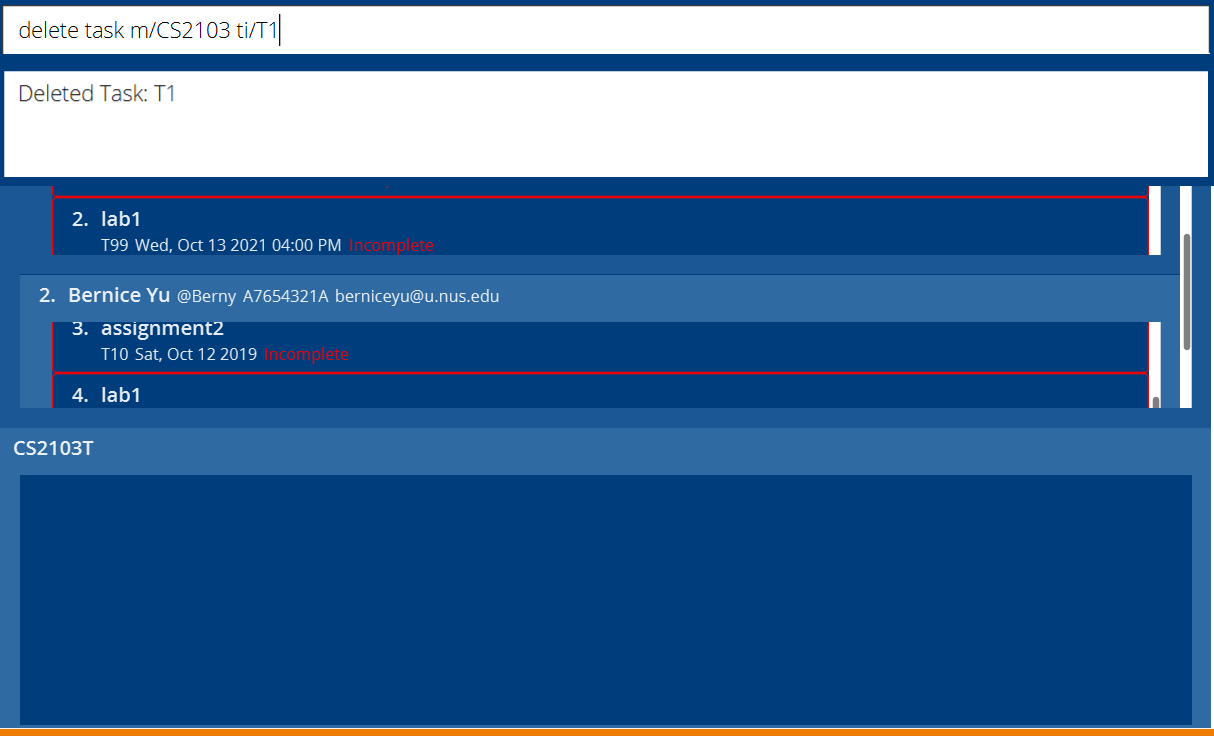 delete task m/CS2103 ti/T1
Deleted Task: T1
2. lab1
T99 Wed, Oct 13 2021 04:00 PM Incomplete
2. Bernice Yu @Berny A7654321A berniceyu@u.nus.edu
3. assignment2
T10 Sat, Oct 12 2019 Incomplete
4. lab1
CS2103T